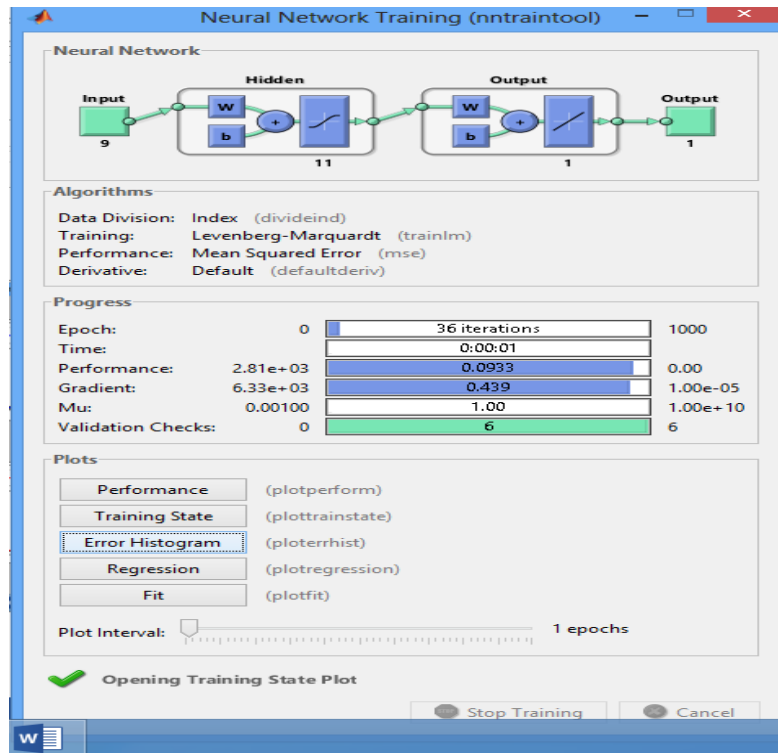 Neural Network Training (nntraintool)
Neural Network
Hidden Output
Input Output
W W
b + b +
9 11 1 1
Algorithms
Data Division: Index (divideind)
Training: Levenberg-Marquardt (trainlm)
Performance: Mean Squared Error (mse)
Derivative: Default (defaultderiv)
Progress
Epoch: 0 36 iterations 1000
Time: 0:00:01
Performance: 2.81e+03 0.0933 0.00
Gradient: 6.33e+03 0.439 1.00e-05
Mu: 0.00100 1.00 1.00e+10
Validation Checks: 0 6 6
Plots
Performance (plotperform)
Training State (plottrainstate)
Error Histogram (ploterrhist)
Regression (plotregression)
Fit (plotfit)
Plot Interval: 1 epochs
Opening Training State Plot
Stop Training Cancel
W